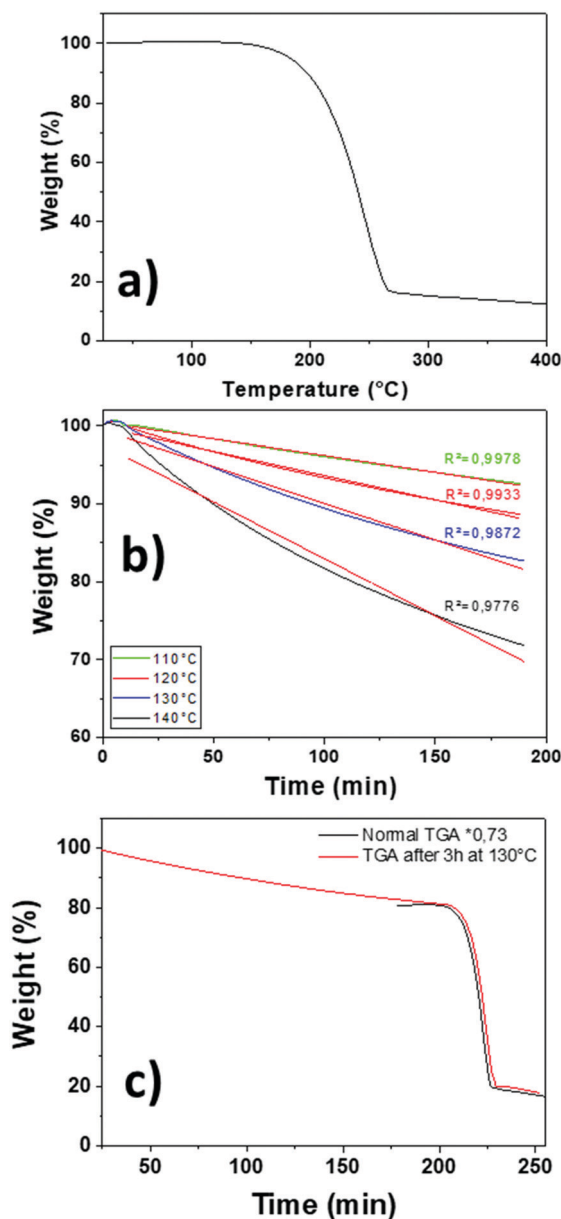 100
80
60
40
20
0
Weight (%)
a)
100
200
300
400
Temperature (°C)
100
90
80
70
60
Weight (%)
R²=0,9978
R²=0,9933
R²=0,9872
R²=0,9776
b)
110°C
120°C
130°C
140°C
0
50
100
150
200
Time (min)
Normal TGA *0,73
TGA after 3h at 130°C
100
80
60
40
20
0
Weight (%)
c)
50
100
150
200
250
Time (min)